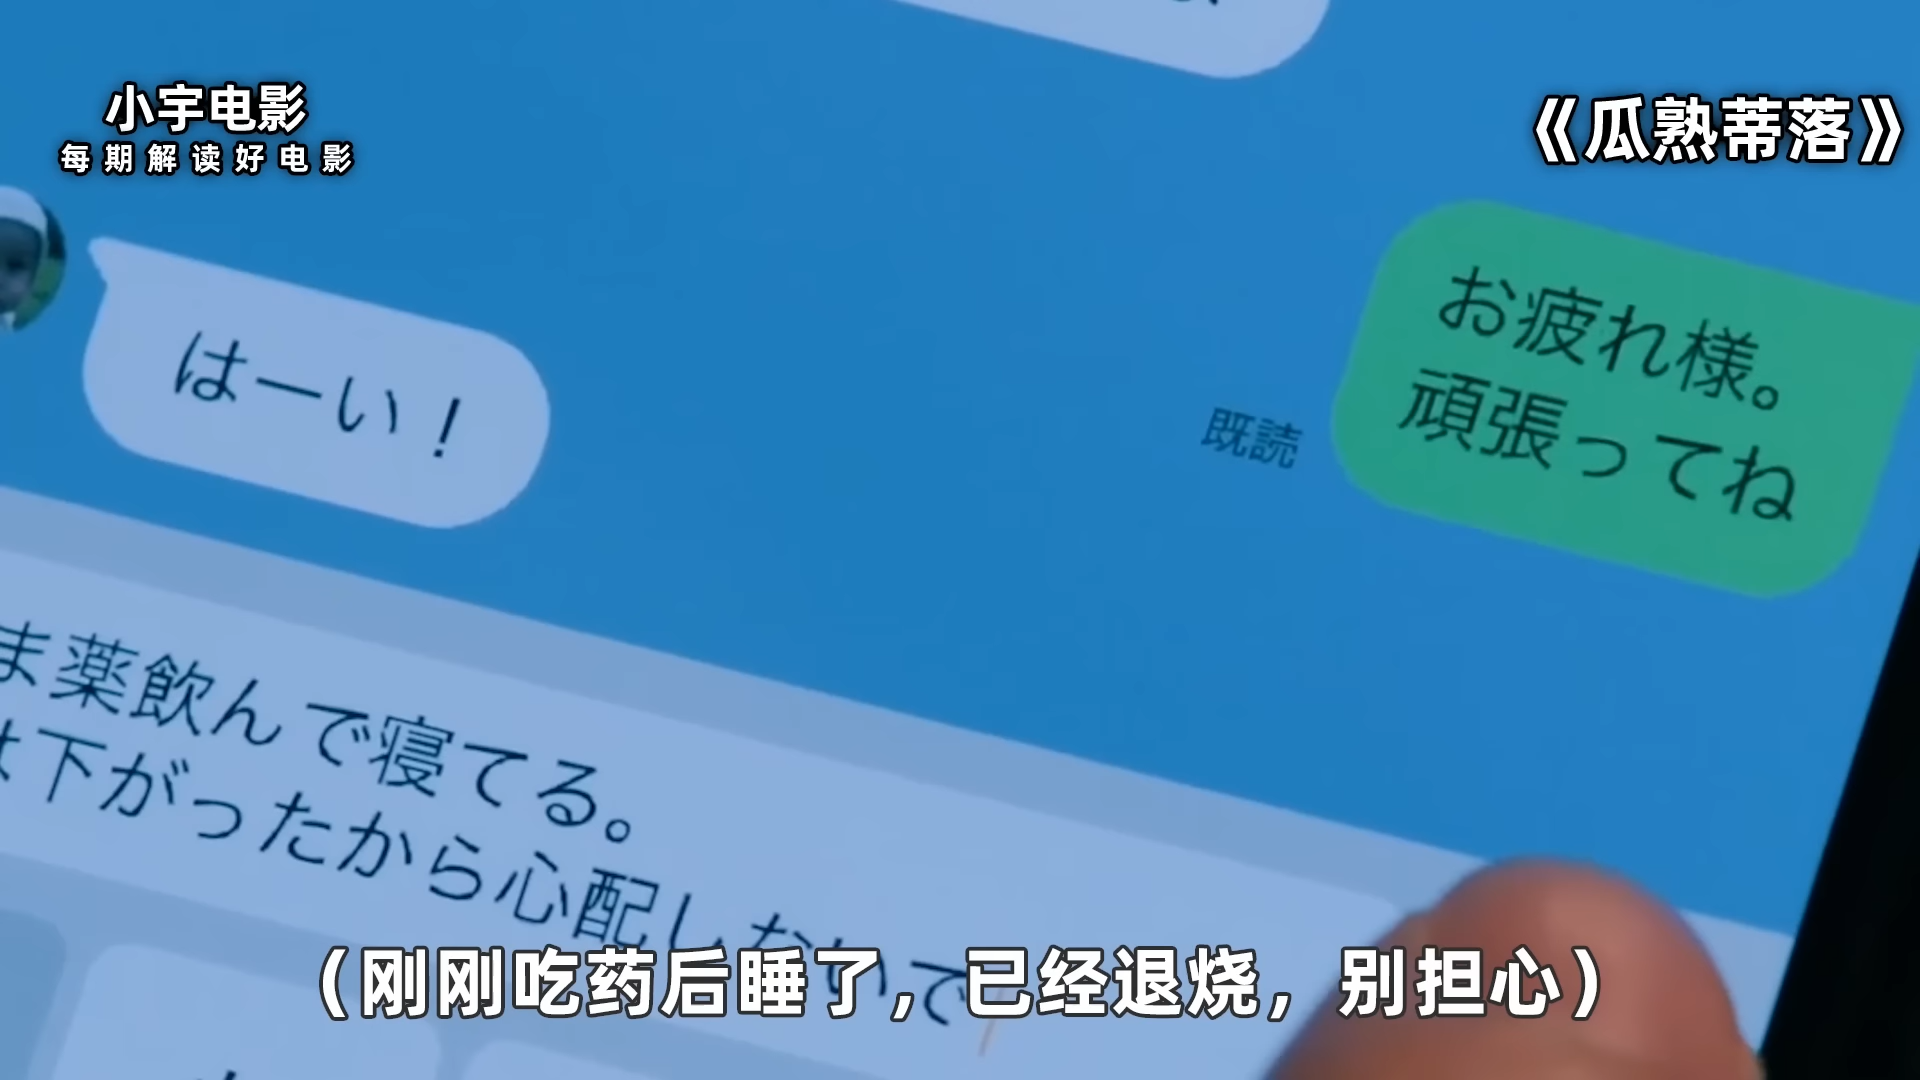 小宇电影
每期解读好电影
《瓜熟蒂落》
お疲れ様。
頑張ってね
既読
はーい！
ま薬飲んで寝てる。
は下がったから心配しないで
（刚刚吃药后睡了，已经退烧，别担心）